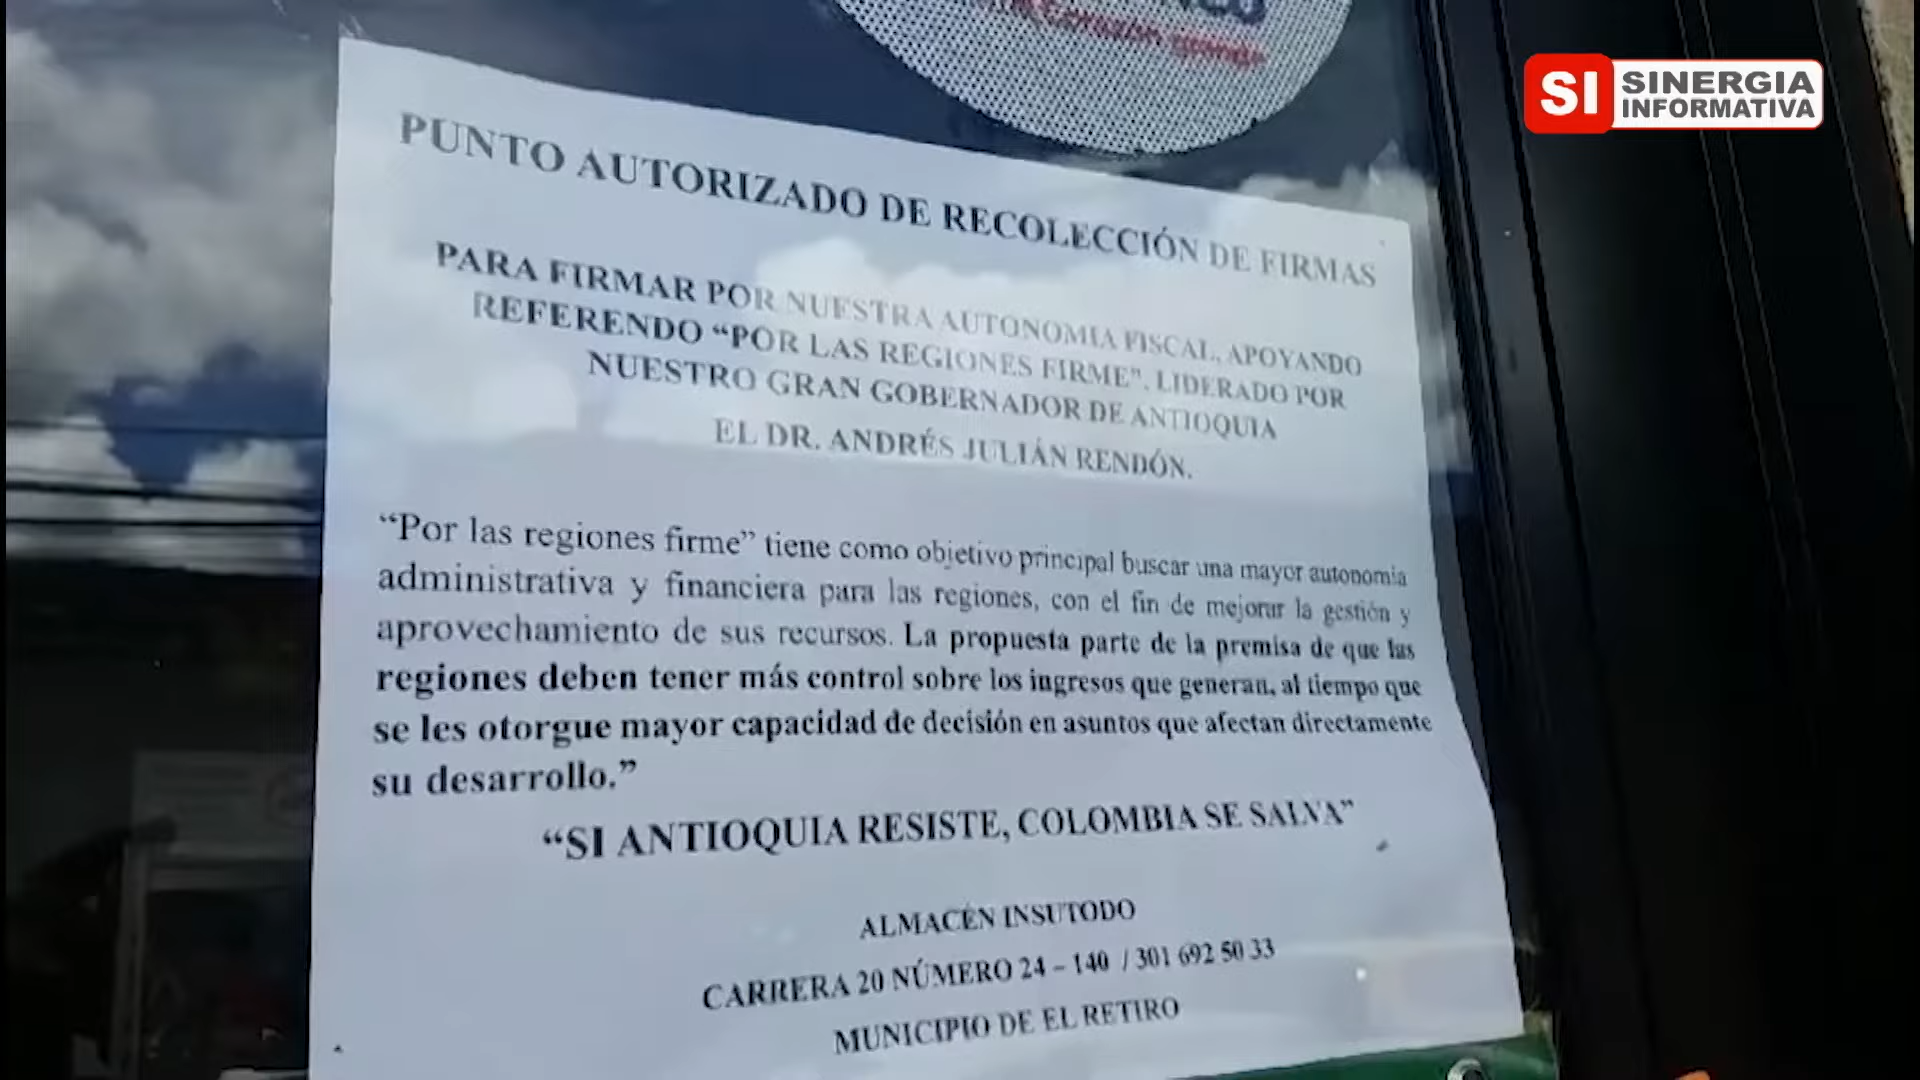 corazón grande
SI SINERGIA
INFORMATIVA
PUNTO AUTORIZADO DE RECOLECCIÓN DE FIRMAS
PARA FIRMAR POR NUESTRA AUTONOMIA FISCAL, APOYANDO
REFERENDO “POR LAS REGIONES FIRME”. LIDERADO POR
NUESTRO GRAN GOBERNADOR DE ANTIOQUIA
EL DR. ANDRÉS JULIÁN RENDÓN.
“Por las regiones firme” tiene como objetivo principal buscar una mayor autonomia
administrativa y financiera para las regiones, con el fin de mejorar la gestión y
aprovechamiento de sus recursos. La propuesta parte de la premisa de que las
regiones deben tener más control sobre los ingresos que generan, al tiempo que
se les otorgue mayor capacidad de decisión en asuntos que afectan directamente
su desarrollo.”
“SI ANTIOQUIA RESISTE, COLOMBIA SE SALVA”
ALMACÉN INSUTODO
CARRERA 20 NÚMERO 24 – 140 / 301 692 50 33
MUNICIPIO DE EL RETIRO